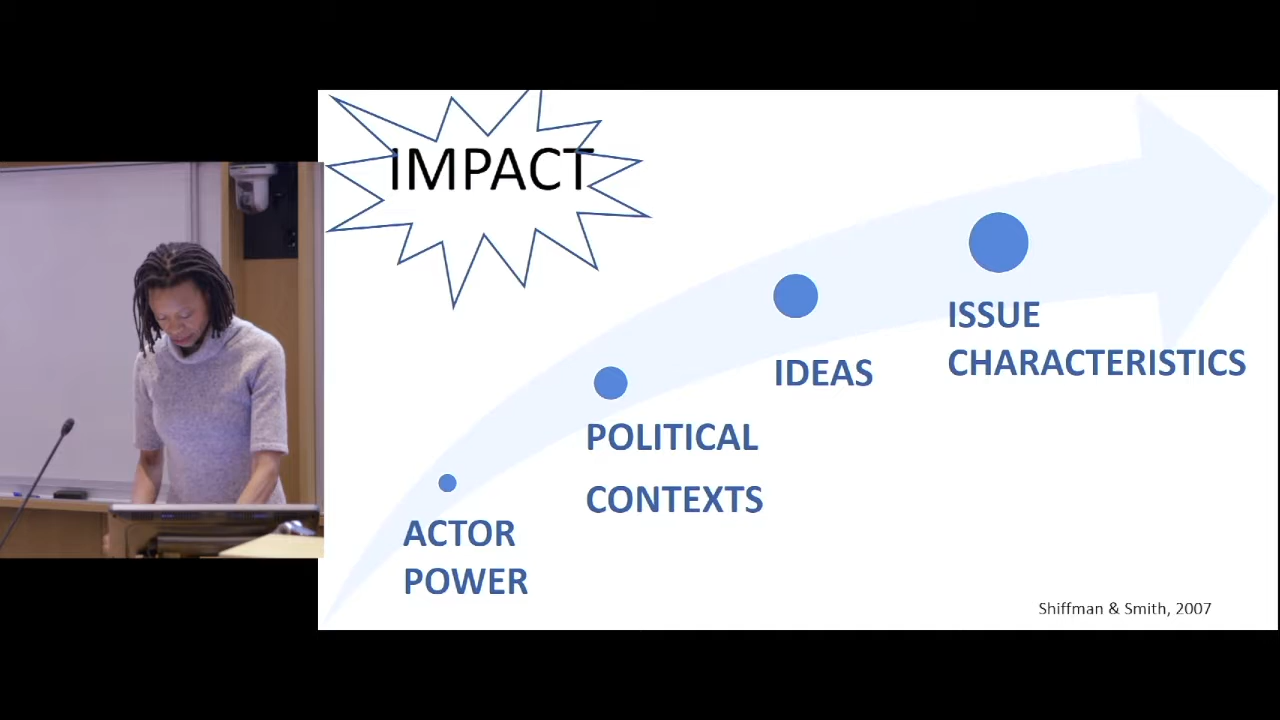 IMPACT
ACTOR
POWER
POLITICAL
CONTEXTS
IDEAS
ISSUE
CHARACTERISTICS
Shiffman & Smith, 2007